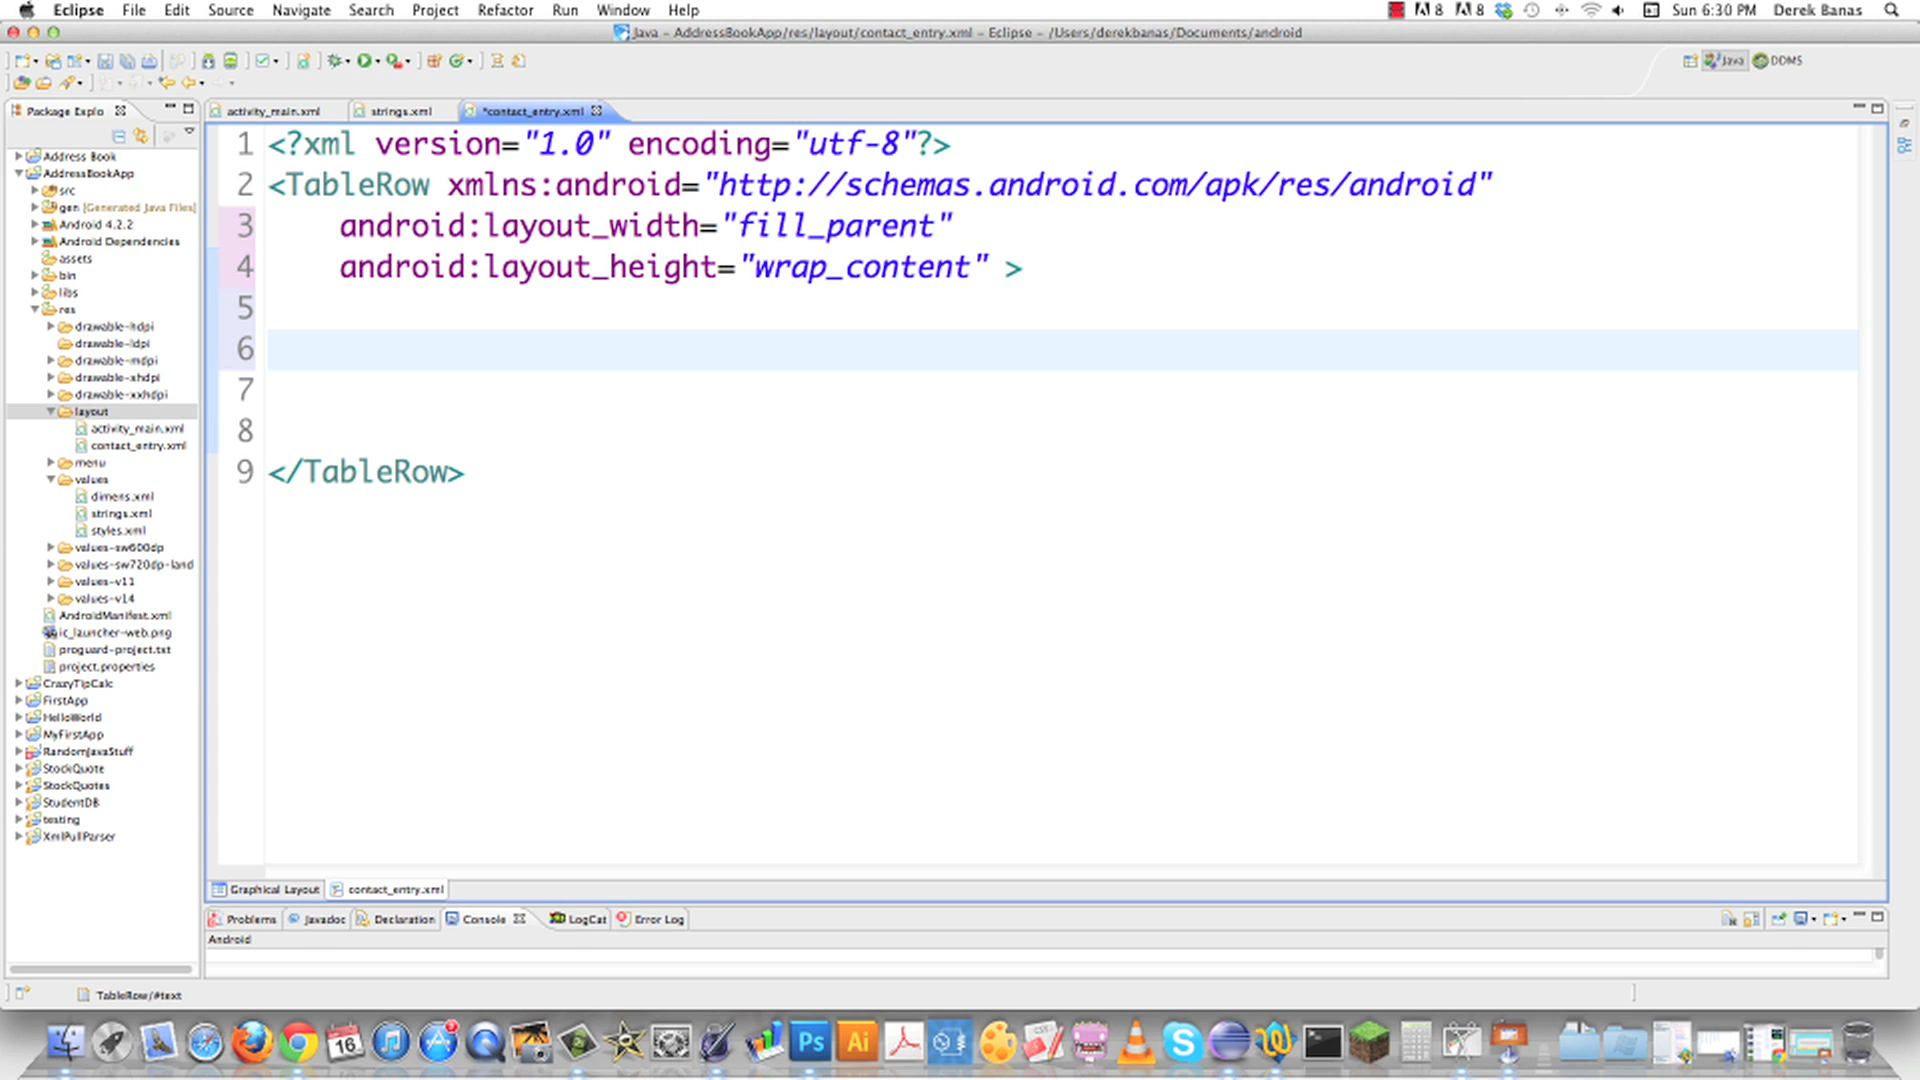 Eclipse File Edit Source Navigate Search Project Refactor Run Window Help
8 8 Sun 6:30 PM Derek Banas
Java – AddressBookApp/res/layout/contact_entry.xml – Eclipse – /Users/derekbanas/Documents/android
Java DDMS
Package Explo
activity_main.xml strings.xml *contact_entry.xml
Address Book
AddressBookApp
src
gen [Generated Java Files]
Android 4.2.2
Android Dependencies
assets
bin
libs
res
drawable-hdpi
drawable-ldpi
drawable-mdpi
drawable-xhdpi
drawable-xxhdpi
layout
activity_main.xml
contact_entry.xml
menu
values
dimens.xml
strings.xml
styles.xml
values-sw600dp
values-sw720dp-land
values-v11
values-v14
AndroidManifest.xml
ic_launcher-web.png
proguard-project.txt
project.properties
CrazyTipCalc
FirstApp
HelloWorld
MyFirstApp
RandomJavaStuff
StockQuote
StockQuotes
StudentDB
testing
XmlPullParser
1 <?xml version="1.0" encoding="utf-8"?>
2 <TableRow xmlns:android="http://schemas.android.com/apk/res/android"
3 android:layout_width="fill_parent"
4 android:layout_height="wrap_content" >
5
6
7
8
9 </TableRow>
Graphical Layout contact_entry.xml
Problems Javadoc Declaration Console LogCat Error Log
Android
TableRow/#text
16 Ps Ai